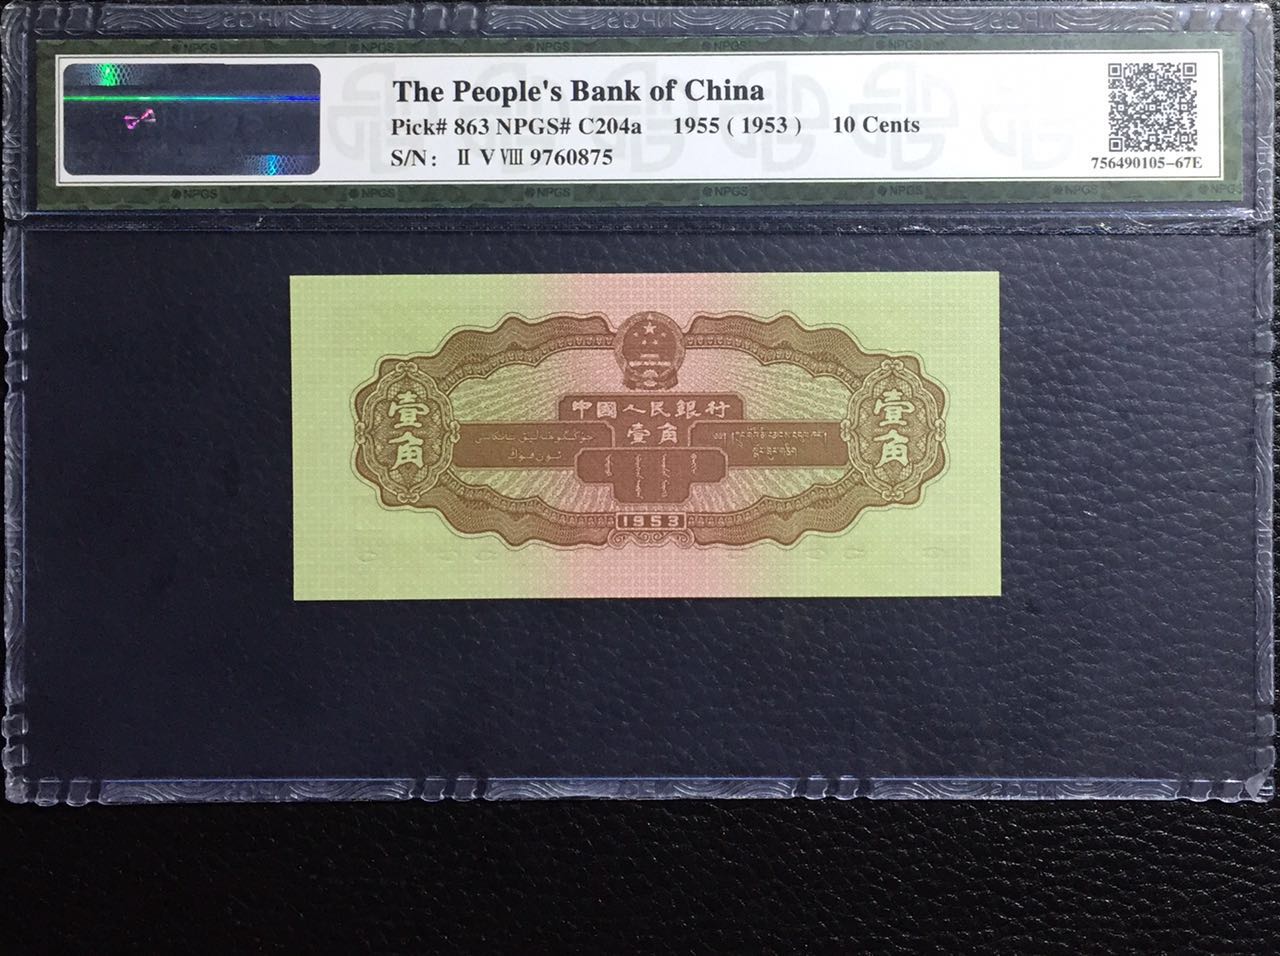 The People's Bank of China
Pick# 863 NPGS# C204a 1955 ( 1953 ) 10 Cents
S/N: Ⅱ Ⅴ Ⅷ 9760875
756490105-67E
NPGS
中國人民銀行
壹角
壹角
壹角
1953